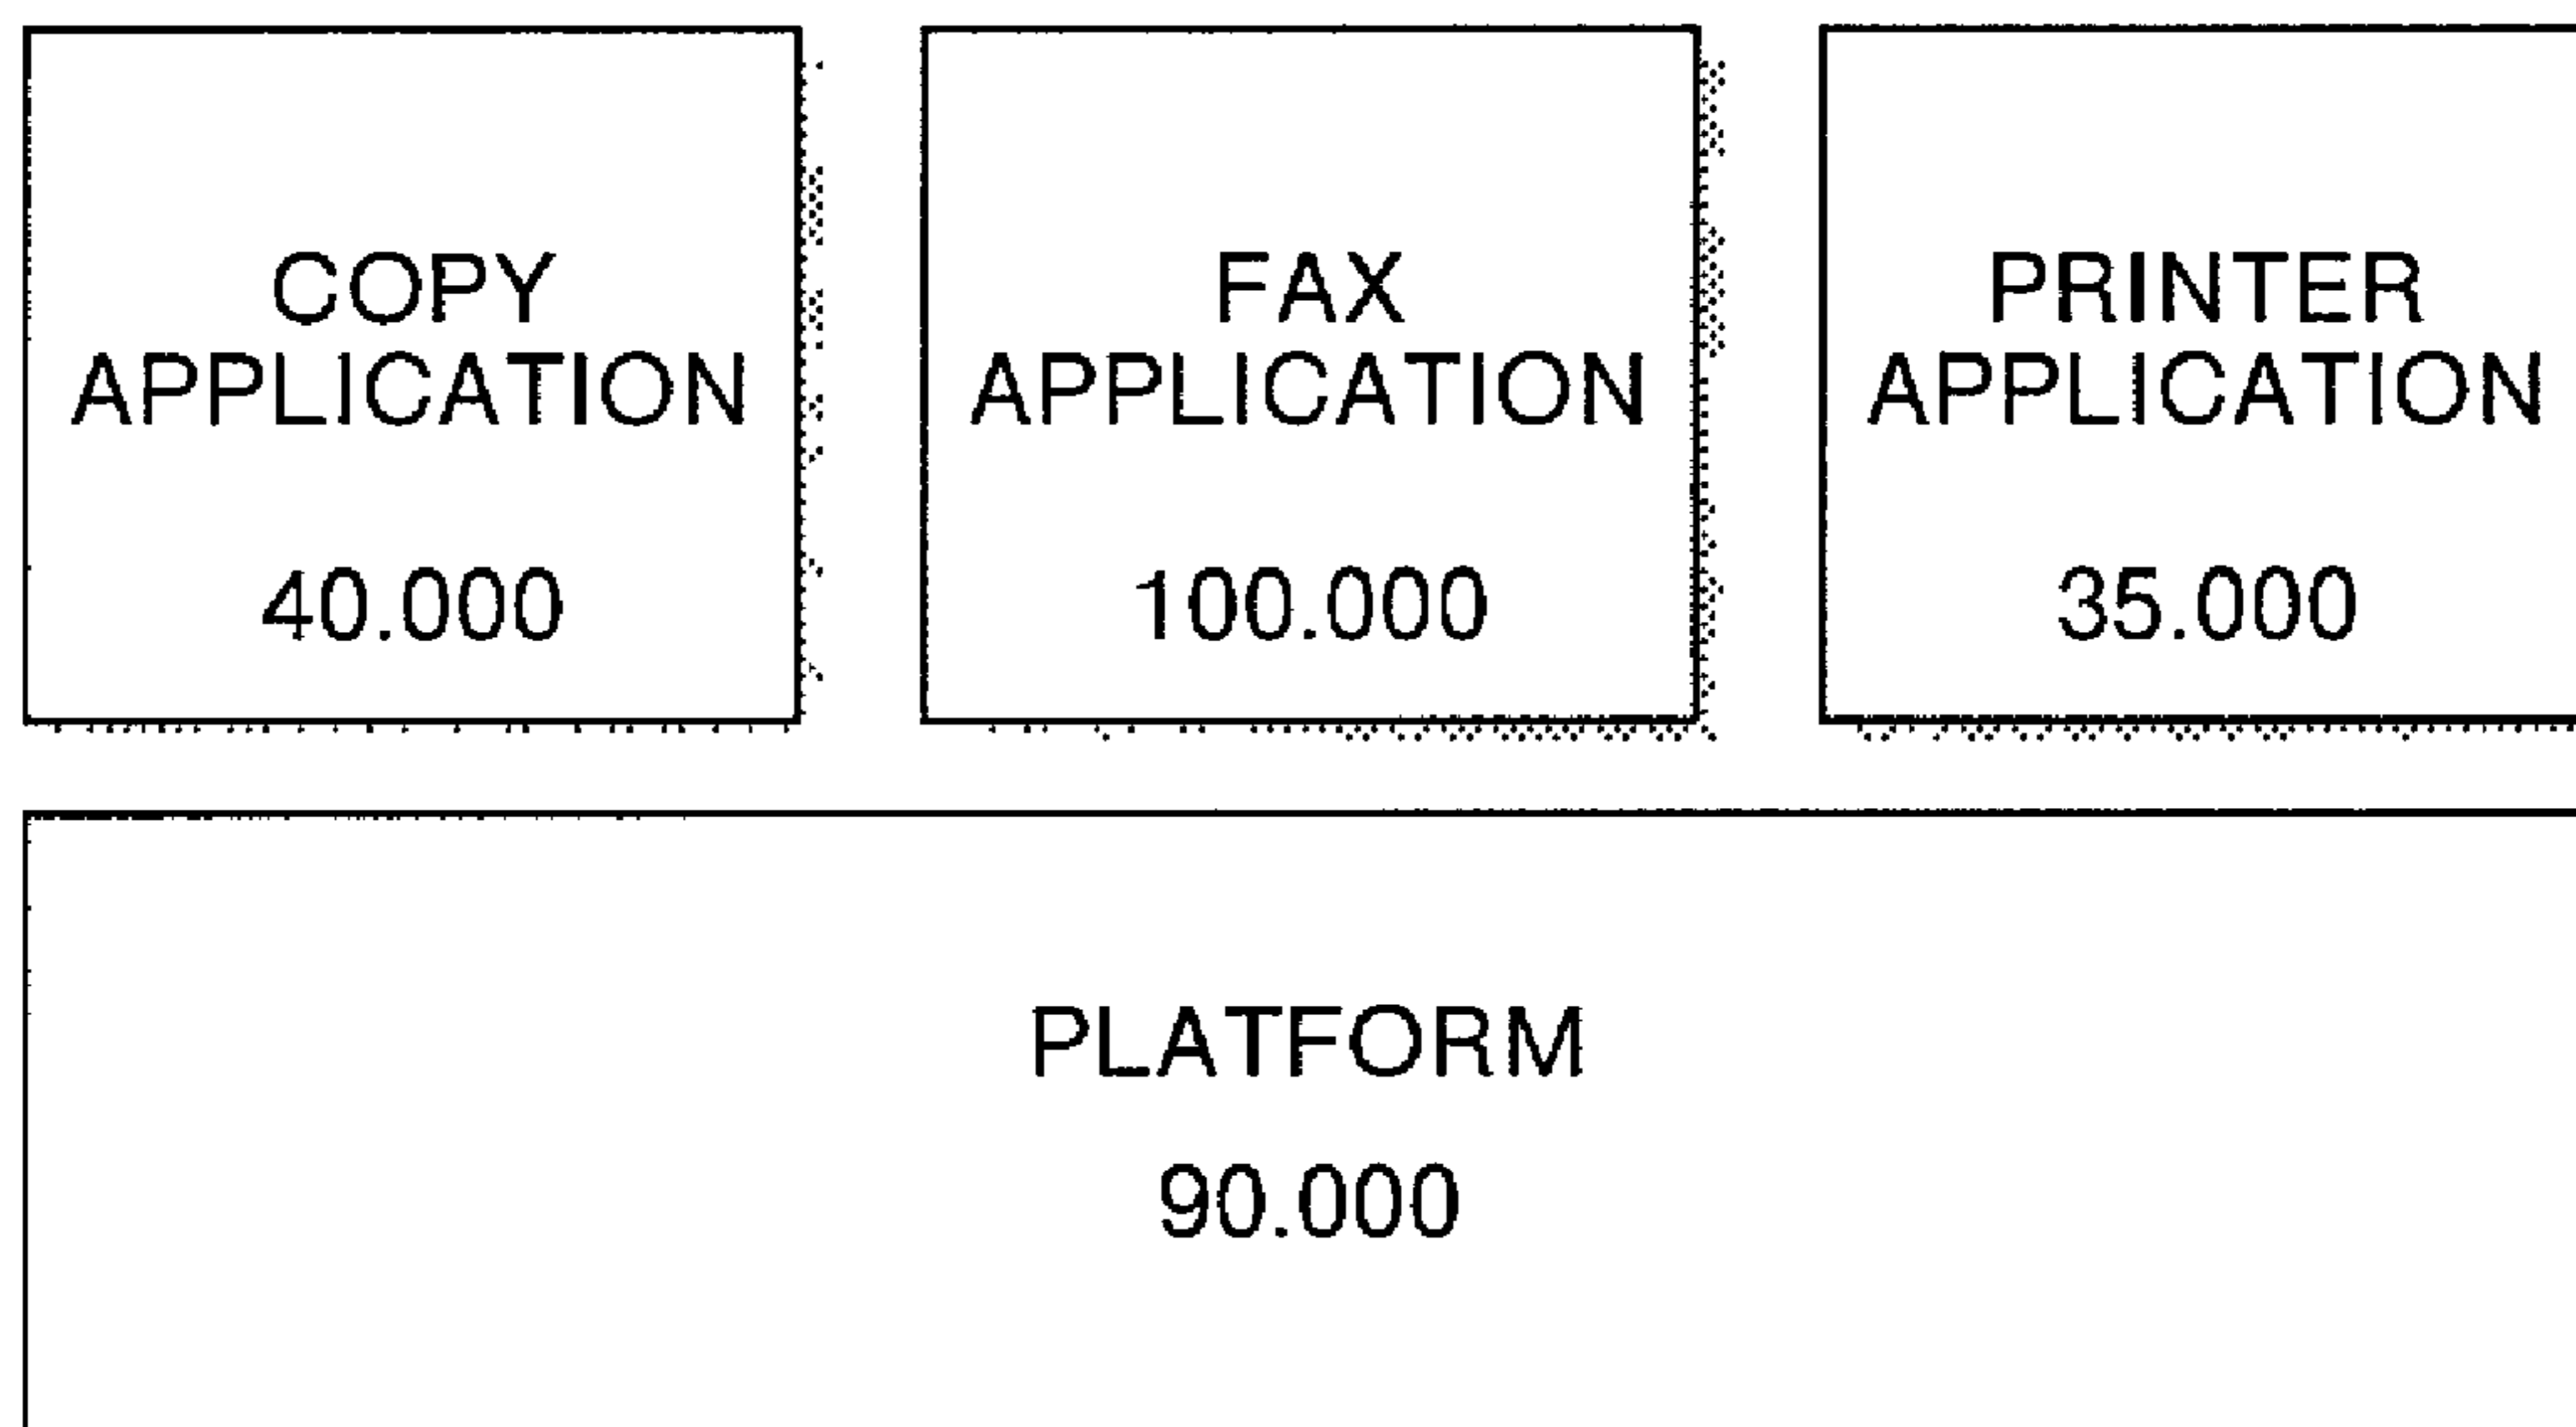 COPY
APPLICATION
40.000
FAX
APPLICATION
100.000
PRINTER
APPLICATION
35.000
PLATFORM
90.000